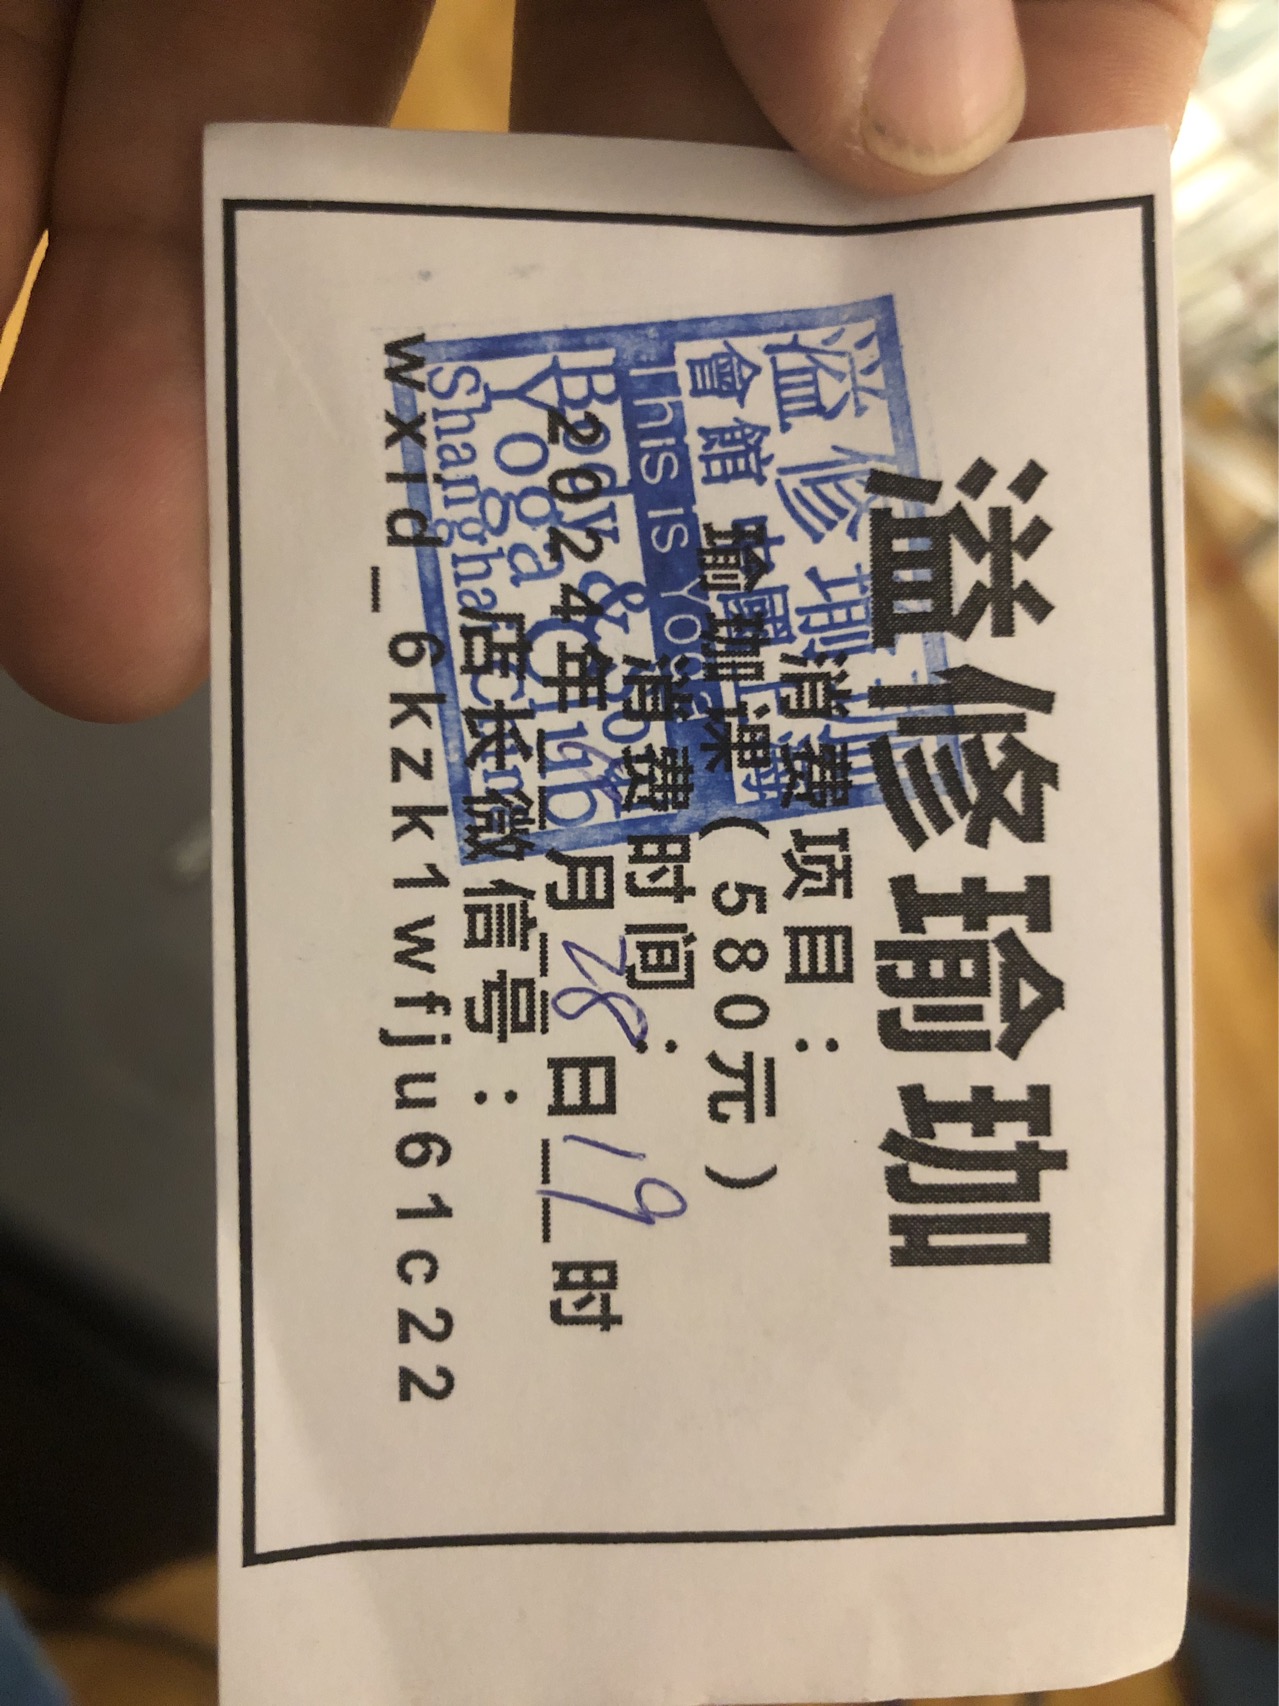 溢修瑜珈
消费项目：
瑜珈课（580元）
消费时间：
2024年__月28日19时
店长微信号：
wxid_6kzk1wfju61c22
溢修瑜珈
會館 中國
This is Yoga
Body &
Yoga Club
Shanghai